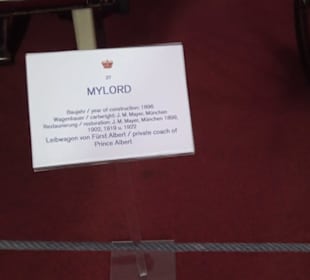 27
MYLORD
Baujahr / year of construction: 1896
Wagenbauer / cartwright: J. M. Mayer, München
Restaurierung / restoration: J. M. Mayer, München 1896,
1902, 1919 u. 1922
Leibwagen von Fürst Albert / private coach of
Prince Albert